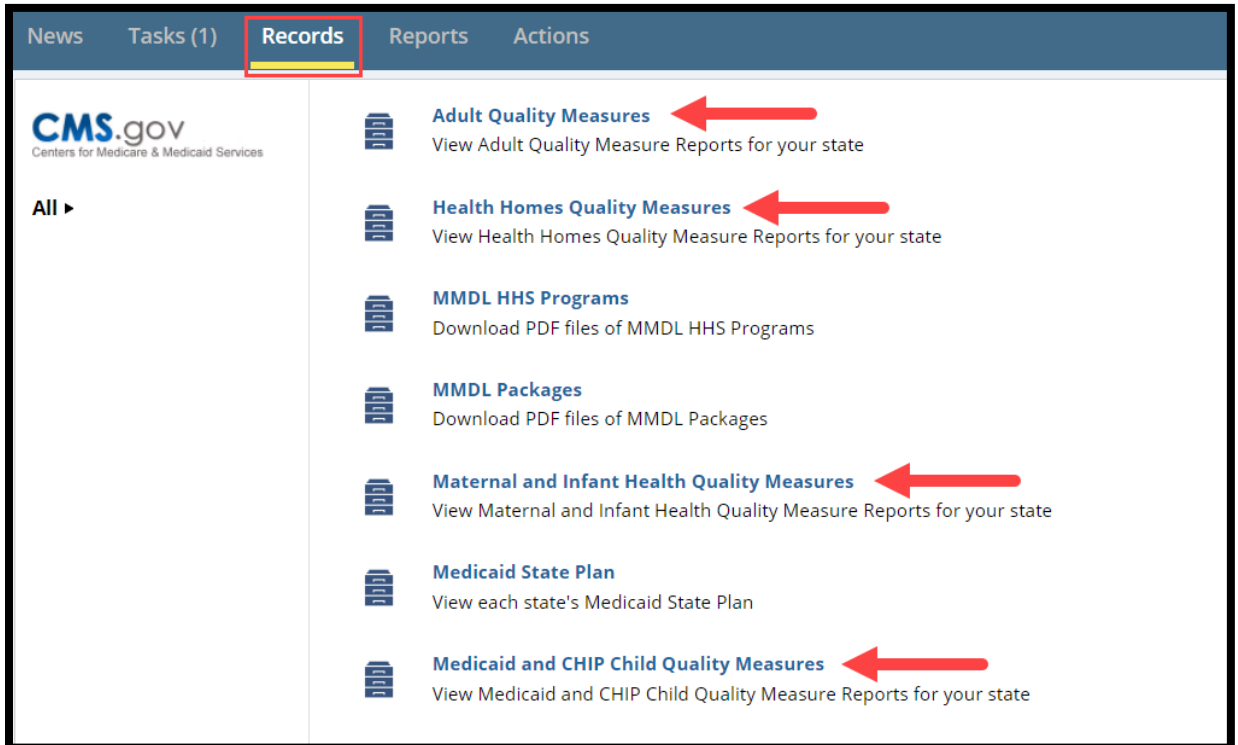 News Tasks (1) Records Reports Actions
CMS.gov
Centers for Medicare & Medicaid Services
All
Adult Quality Measures
View Adult Quality Measure Reports for your state
Health Homes Quality Measures
View Health Homes Quality Measure Reports for your state
MMDL HHS Programs
Download PDF files of MMDL HHS Programs
MMDL Packages
Download PDF files of MMDL Packages
Maternal and Infant Health Quality Measures
View Maternal and Infant Health Quality Measure Reports for your state
Medicaid State Plan
View each state's Medicaid State Plan
Medicaid and CHIP Child Quality Measures
View Medicaid and CHIP Child Quality Measure Reports for your state